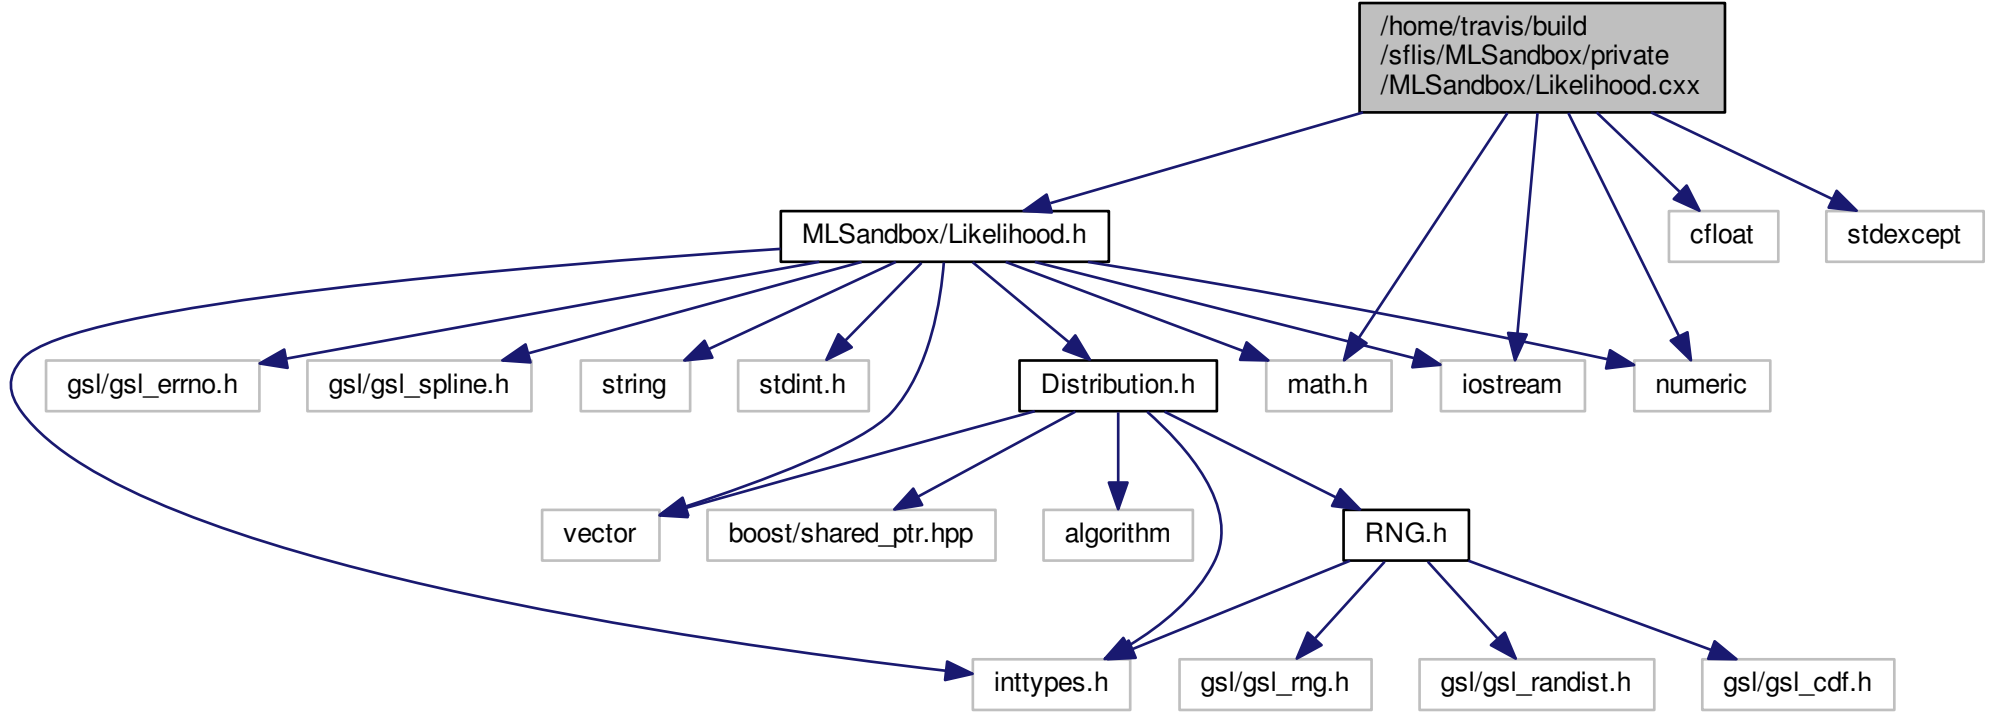 /home/travis/build
/sflis/MLSandbox/private
/MLSandbox/Likelihood.cxx
MLSandbox/Likelihood.h
cfloat
stdexcept
gsl/gsl_errno.h
gsl/gsl_spline.h
string
stdint.h
Distribution.h
math.h
iostream
numeric
vector
boost/shared_ptr.hpp
algorithm
RNG.h
inttypes.h
gsl/gsl_rng.h
gsl/gsl_randist.h
gsl/gsl_cdf.h